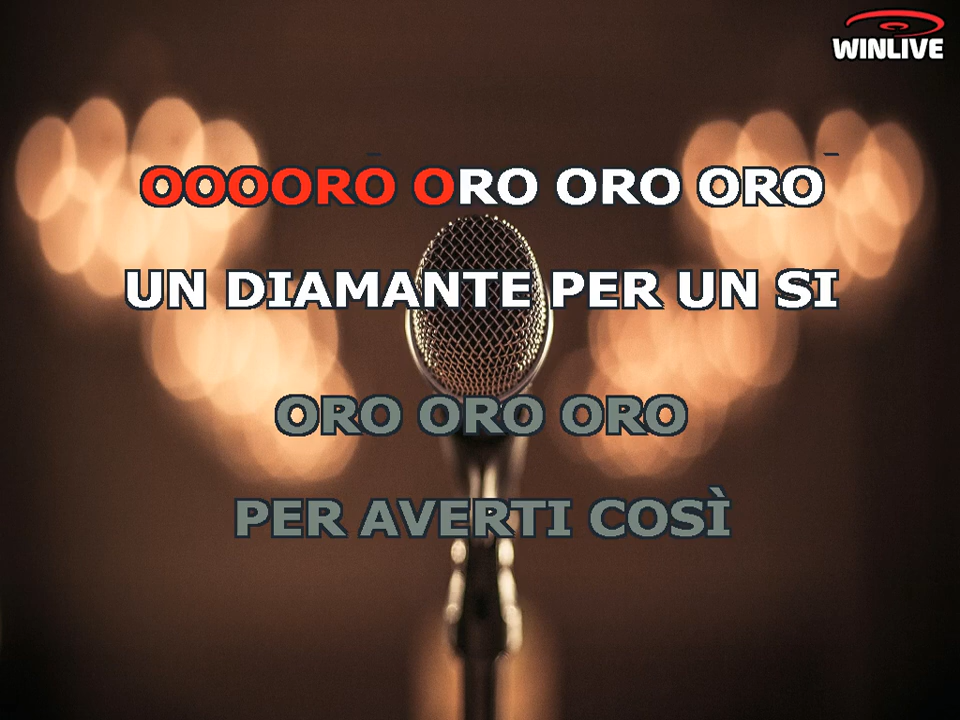 WINLIVE
OOOORO ORO ORO ORO
UN DIAMANTE PER UN SI
ORO ORO ORO
PER AVERTI COSÌ